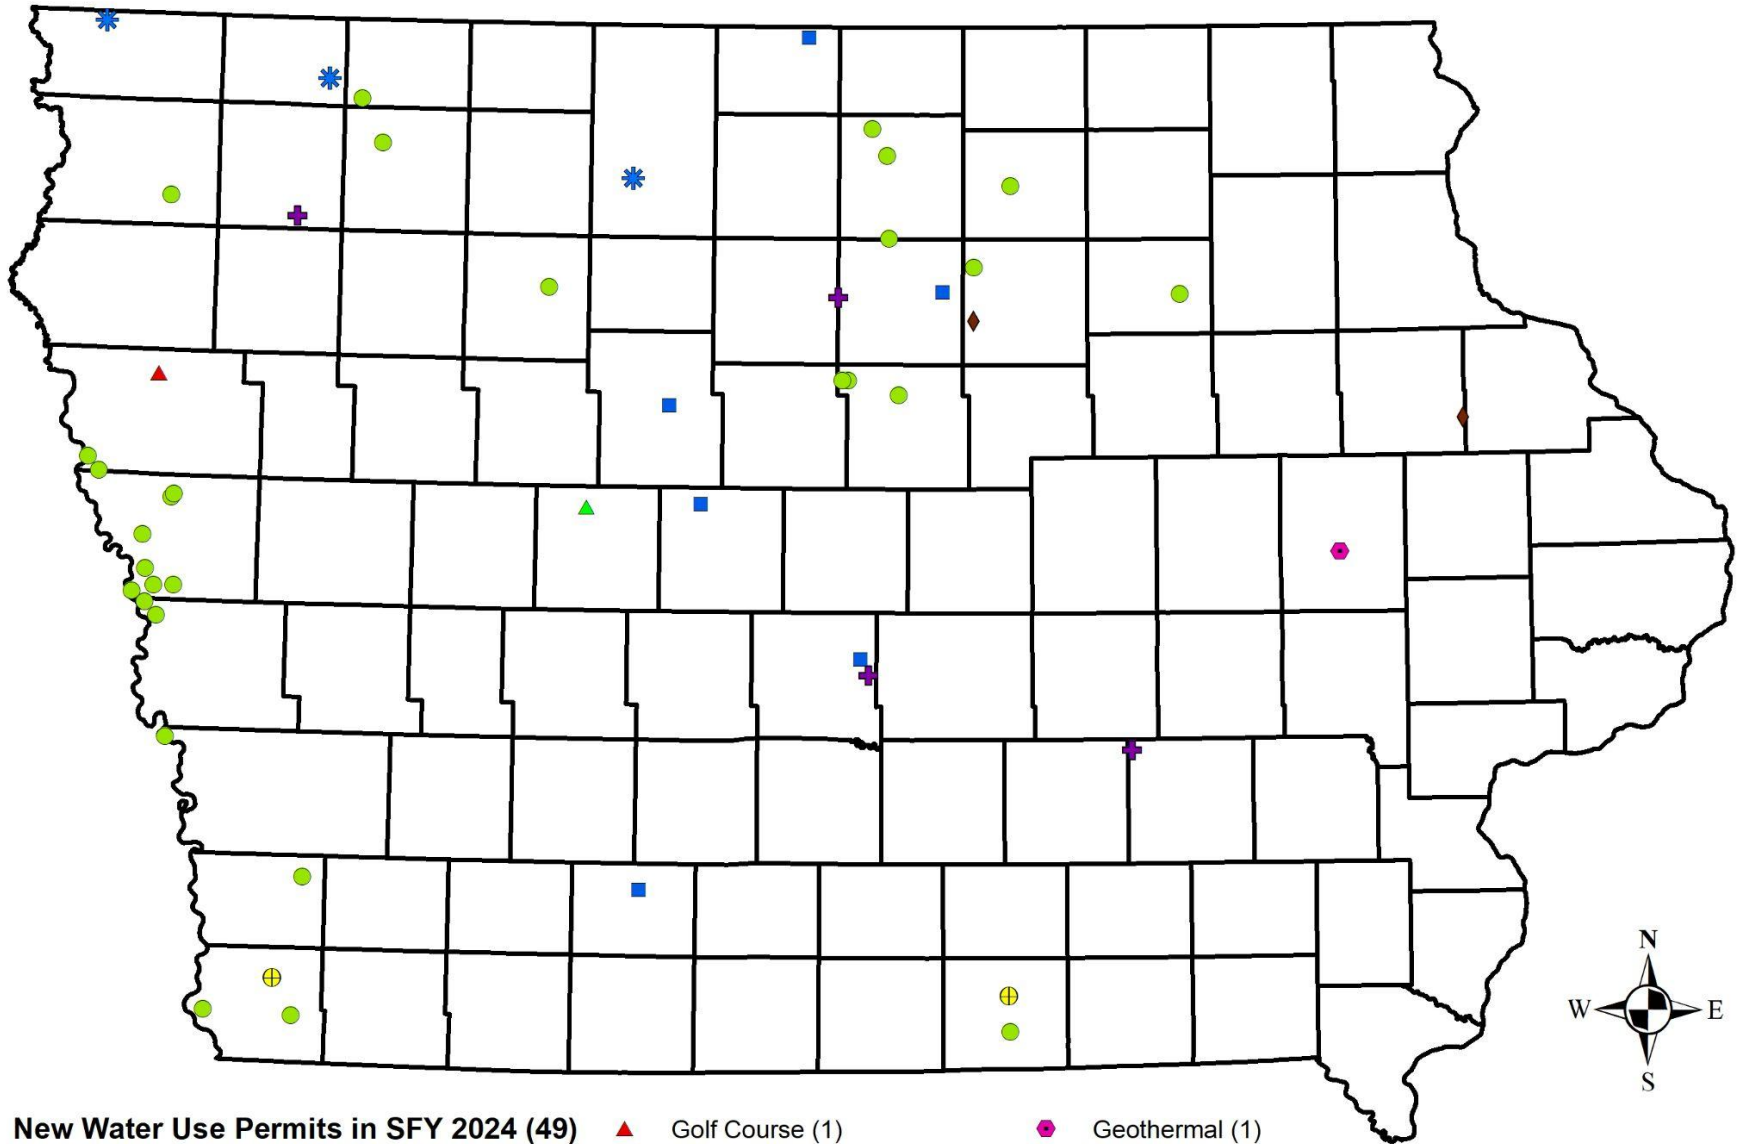 N
W E
S
New Water Use Permits in SFY 2024 (49) Golf Course (1) Geothermal (1)